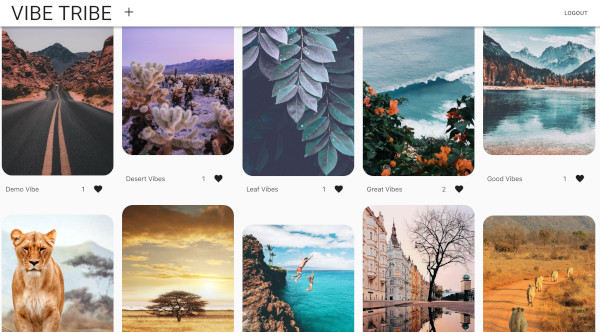 VIBE TRIBE +
LOGOUT
Demo Vibe 1
Desert Vibes 1
Leaf Vibes 1
Great Vibes 2
Good Vibes 1